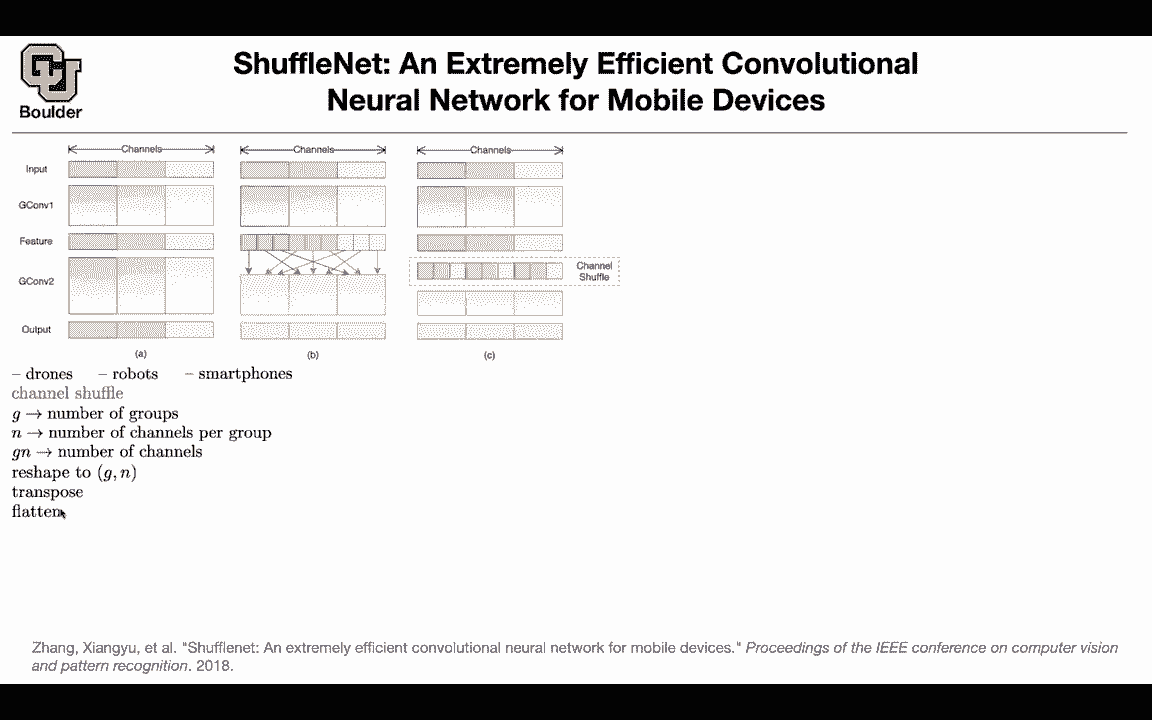 Boulder
ShuffleNet: An Extremely Efficient Convolutional
Neural Network for Mobile Devices
Channels Channels Channels
Input
GConv1
Feature
GConv2
Channel
Shuffle
Output
(a) (b) (c)
– drones – robots – smartphones
channel shuffle
g → number of groups
n → number of channels per group
gn → number of channels
reshape to (g, n)
transpose
flatten
Zhang, Xiangyu, et al. "Shufflenet: An extremely efficient convolutional neural network for mobile devices." Proceedings of the IEEE conference on computer vision
and pattern recognition. 2018.